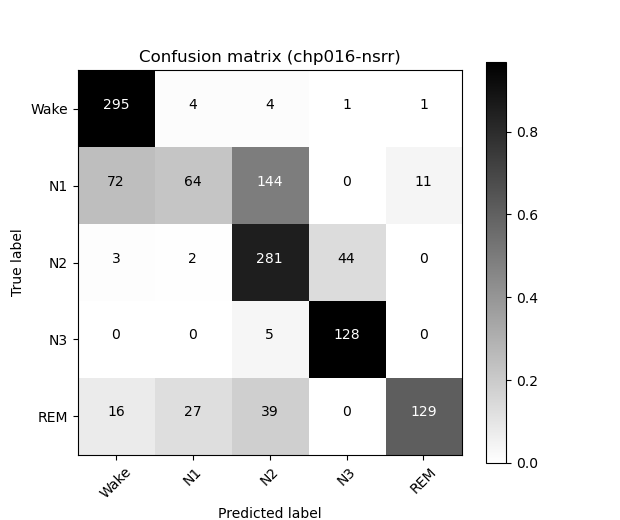 Confusion matrix (chp016-nsrr)
Wake 295 4 4 1 1
N1 72 64 144 0 11
N2 3 2 281 44 0
N3 0 0 5 128 0
REM 16 27 39 0 129
Wake N1 N2 N3 REM
Predicted label
True label
0.8
0.6
0.4
0.2
0.0